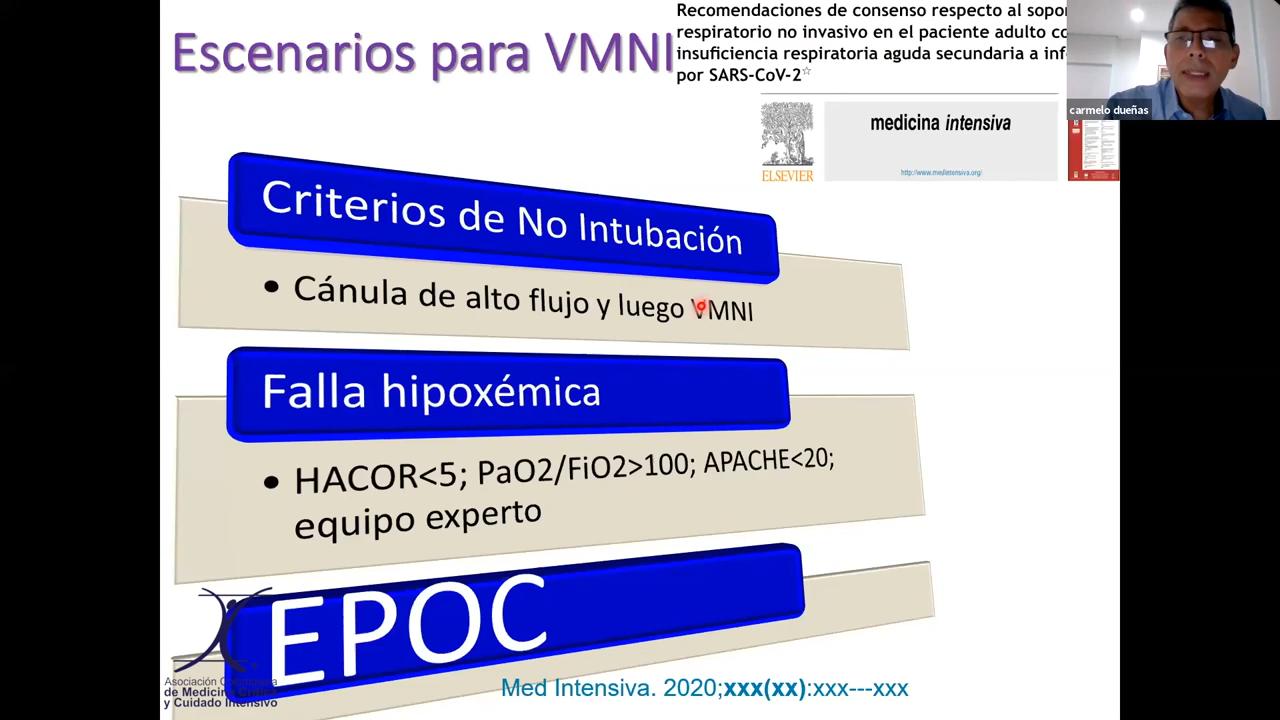 Escenarios para VMNI
Recomendaciones de consenso respecto al sopor
respiratorio no invasivo en el paciente adulto co
insuficiencia respiratoria aguda secundaria a inf
por SARS-CoV-2☆
carmelo dueñas
ELSEVIER
medicina intensiva
http://www.medintensiva.org/
Criterios de No Intubación
• Cánula de alto flujo y luego VMNI
Falla hipoxémica
• HACOR<5; PaO2/FiO2>100; APACHE<20;
equipo experto
EPOC
Asociación
de Medicina Crítica
y Cuidado Intensivo
Med Intensiva. 2020;xxx(xx):xxx---xxx